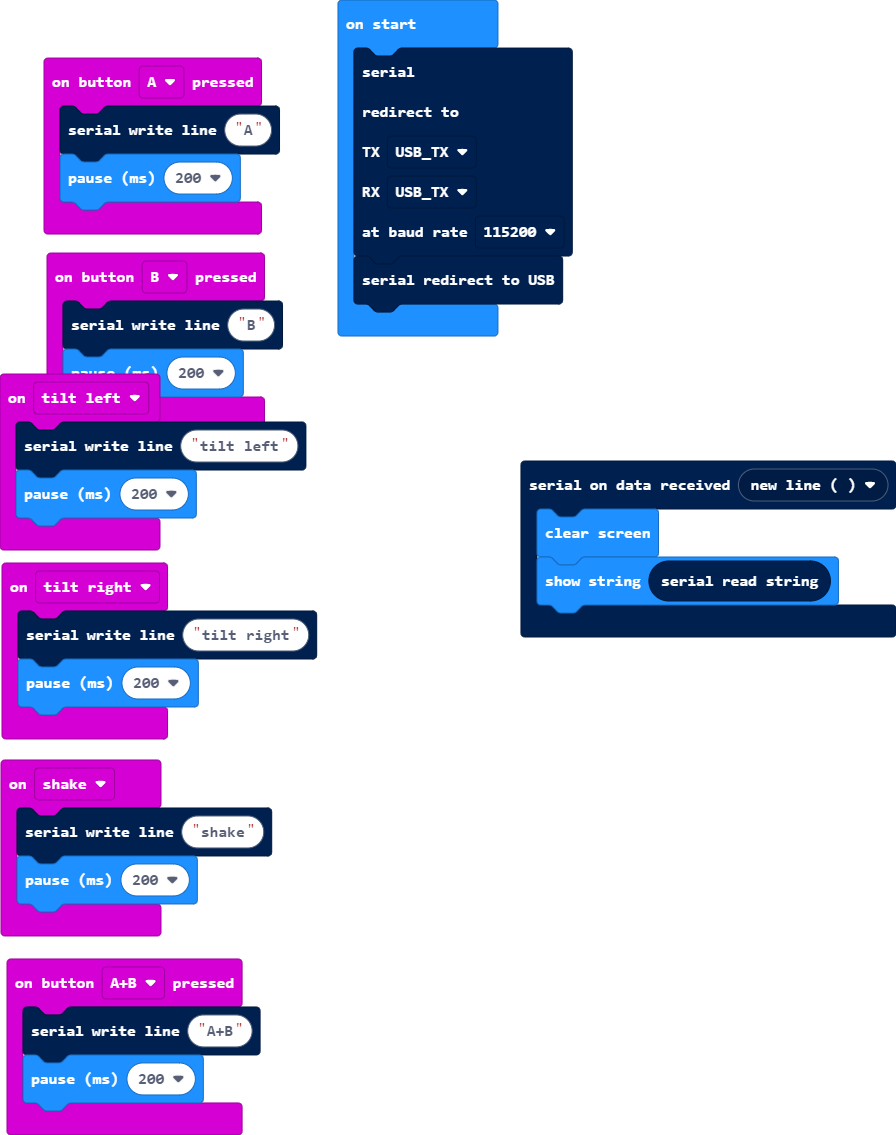 on start
serial
redirect to
TX USB_TX
RX USB_TX
at baud rate 115200
serial redirect to USB
on button A pressed
serial write line "A"
pause (ms) 200
on button B pressed
serial write line "B"
pause (ms) 200
on tilt left
serial write line "tilt left"
pause (ms) 200
on tilt right
serial write line "tilt right"
pause (ms) 200
on shake
serial write line "shake"
pause (ms) 200
on button A+B pressed
serial write line "A+B"
pause (ms) 200
serial on data received new line ( )
clear screen
show string serial read string